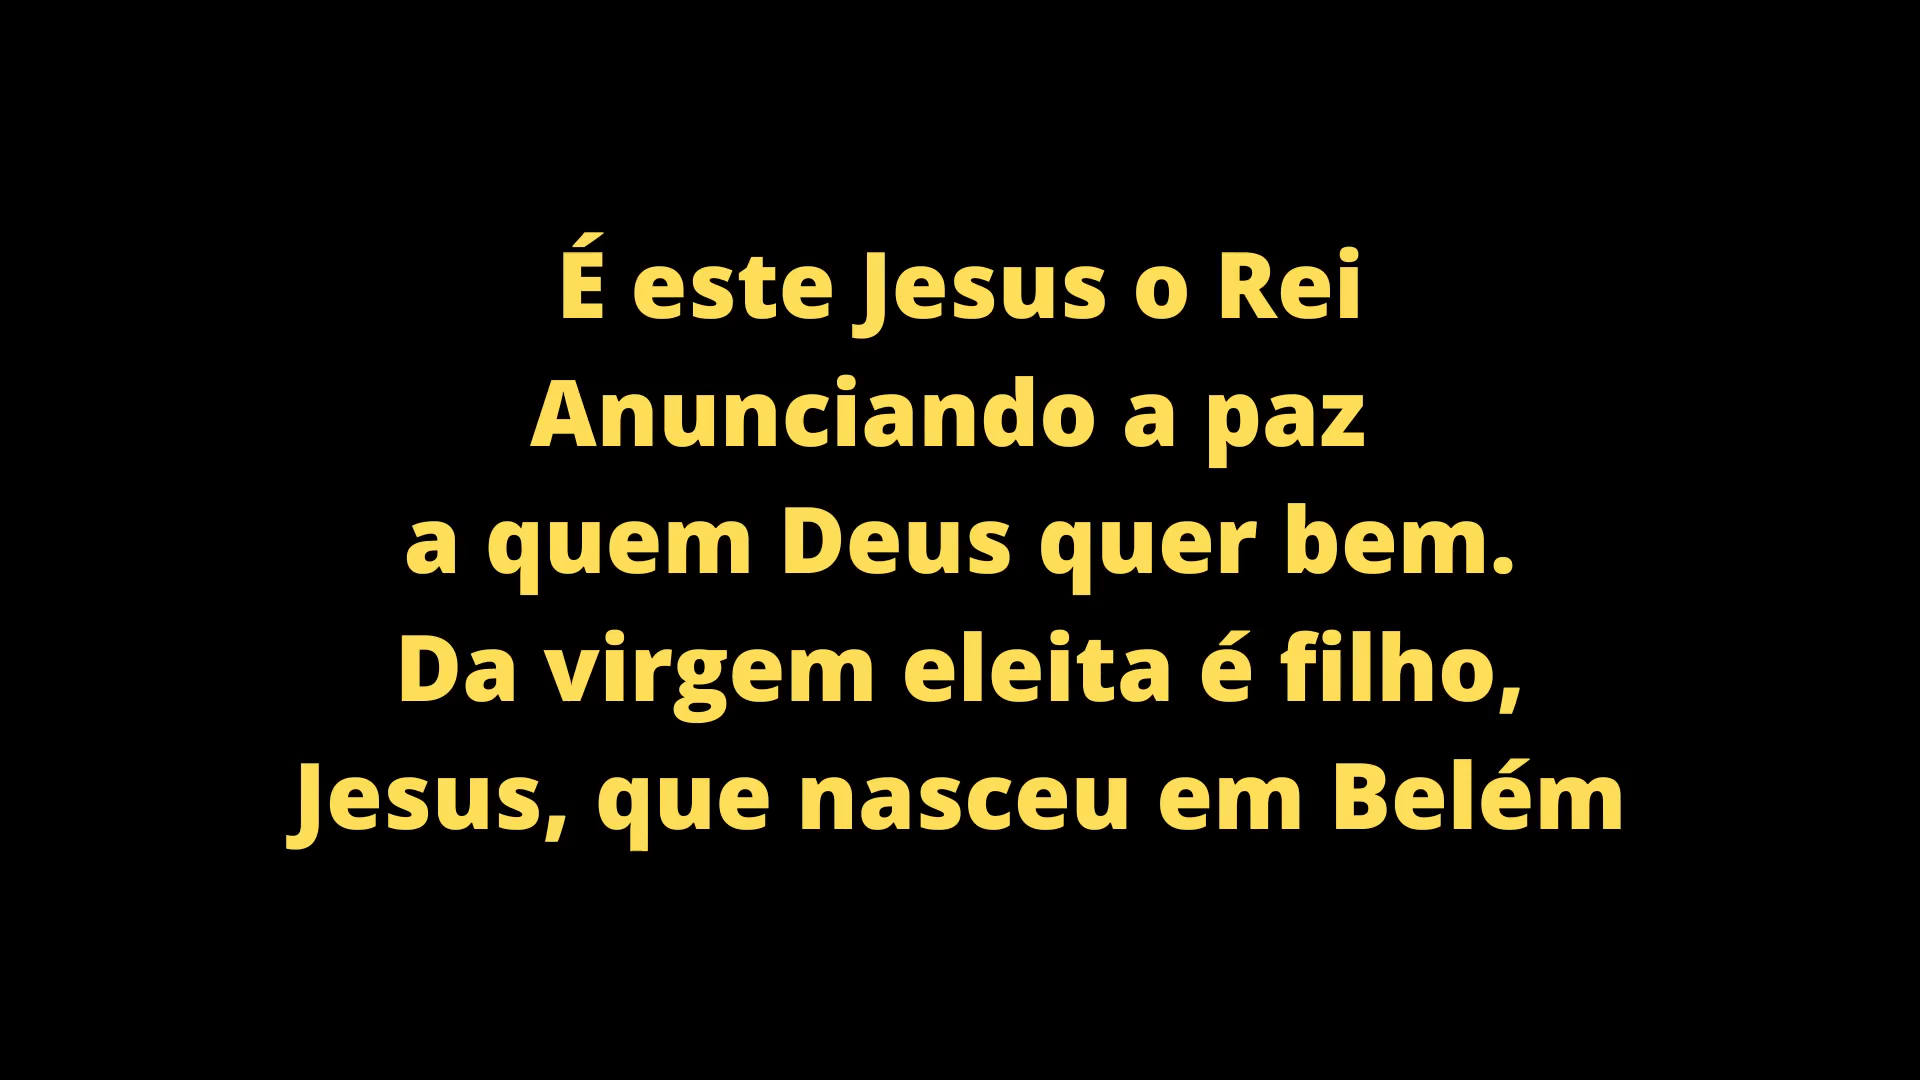 É este Jesus o Rei
Anunciando a paz
a quem Deus quer bem.
Da virgem eleita é filho,
Jesus, que nasceu em Belém